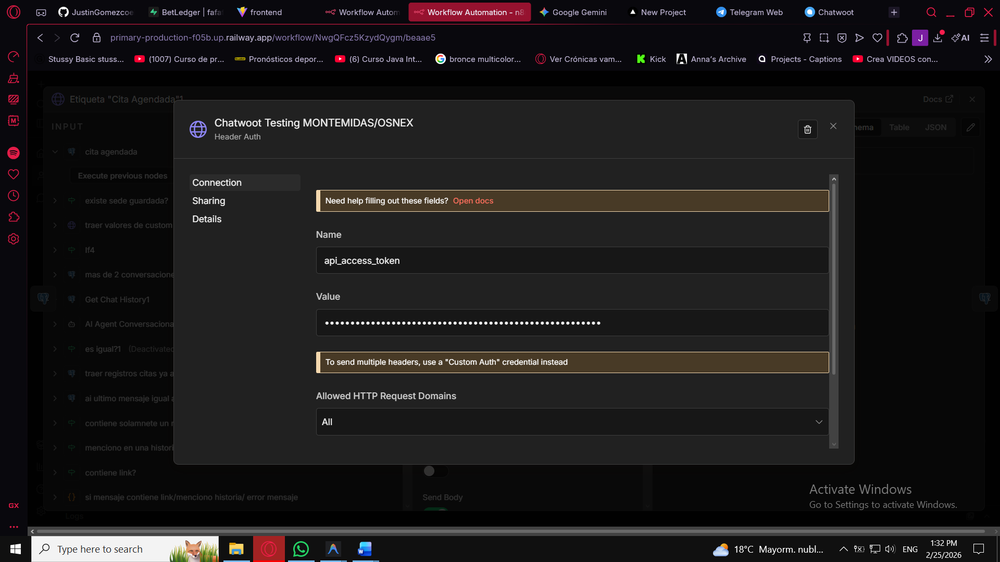 JustinGomezcoe
BetLedger | fafa
frontend
Workflow Autom
Workflow Automation - n8
Google Gemini
New Project
Telegram Web
Chatwoot
primary-production-f05b.up.railway.app/workflow/NwgQFcz5KzydQygm/beaae5
J
AI
Stussy Basic stuss...
(1007) Curso de pr...
Pronósticos depor...
(6) Curso Java Int...
bronce multicolor...
Ver Crónicas vam...
Kick
Anna's Archive
Projects - Captions
Crea VIDEOS con...
Etiqueta "Cita Agendada"1
Docs
INPUT
hema
Table
JSON
cita agendada
Execute previous nodes
existe sede guardada?
traer valores de custom
If4
mas de 2 conversacione
Get Chat History1
AI Agent Conversaciona
es igual?1 (Deactivated
traer registros citas ya a
ai ultimo mensaje igual a
contiene solamnete un r
menciono en una histori
contiene link?
si mensaje contiene link/menciono historia/ error mensaje
Logs
Send Body
Chatwoot Testing MONTEMIDAS/OSNEX
Header Auth
Connection
Sharing
Details
Need help filling out these fields? Open docs
Name
api_access_token
Value
To send multiple headers, use a "Custom Auth" credential instead
Allowed HTTP Request Domains
All
Activate Windows
Go to Settings to activate Windows.
GX
Type here to search
18°C Mayorm. nubl...
ENG
1:32 PM
2/25/2026